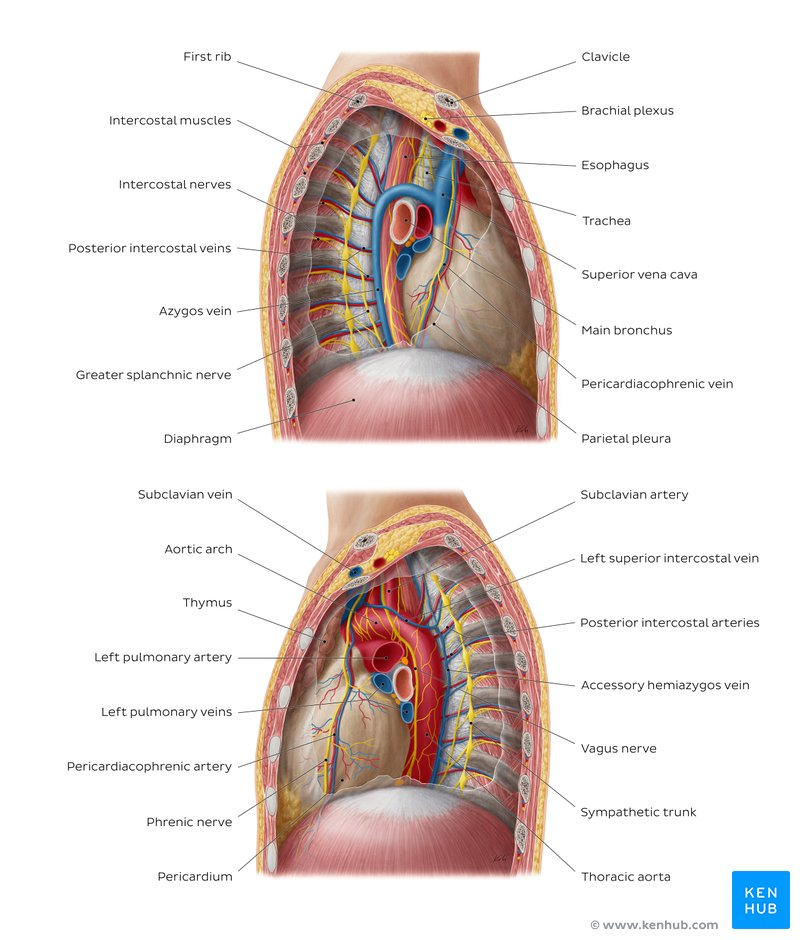 First rib
Clavicle
Brachial plexus
Intercostal muscles
Esophagus
Intercostal nerves
Trachea
Posterior intercostal veins
Superior vena cava
Azygos vein
Main bronchus
Greater splanchnic nerve
Pericardiacophrenic vein
Diaphragm
Parietal pleura
Subclavian vein
Subclavian artery
Aortic arch
Left superior intercostal vein
Thymus
Posterior intercostal arteries
Left pulmonary artery
Accessory hemiazygos vein
Left pulmonary veins
Vagus nerve
Pericardiacophrenic artery
Sympathetic trunk
Phrenic nerve
Pericardium
Thoracic aorta
KEN
HUB
© www.kenhub.com